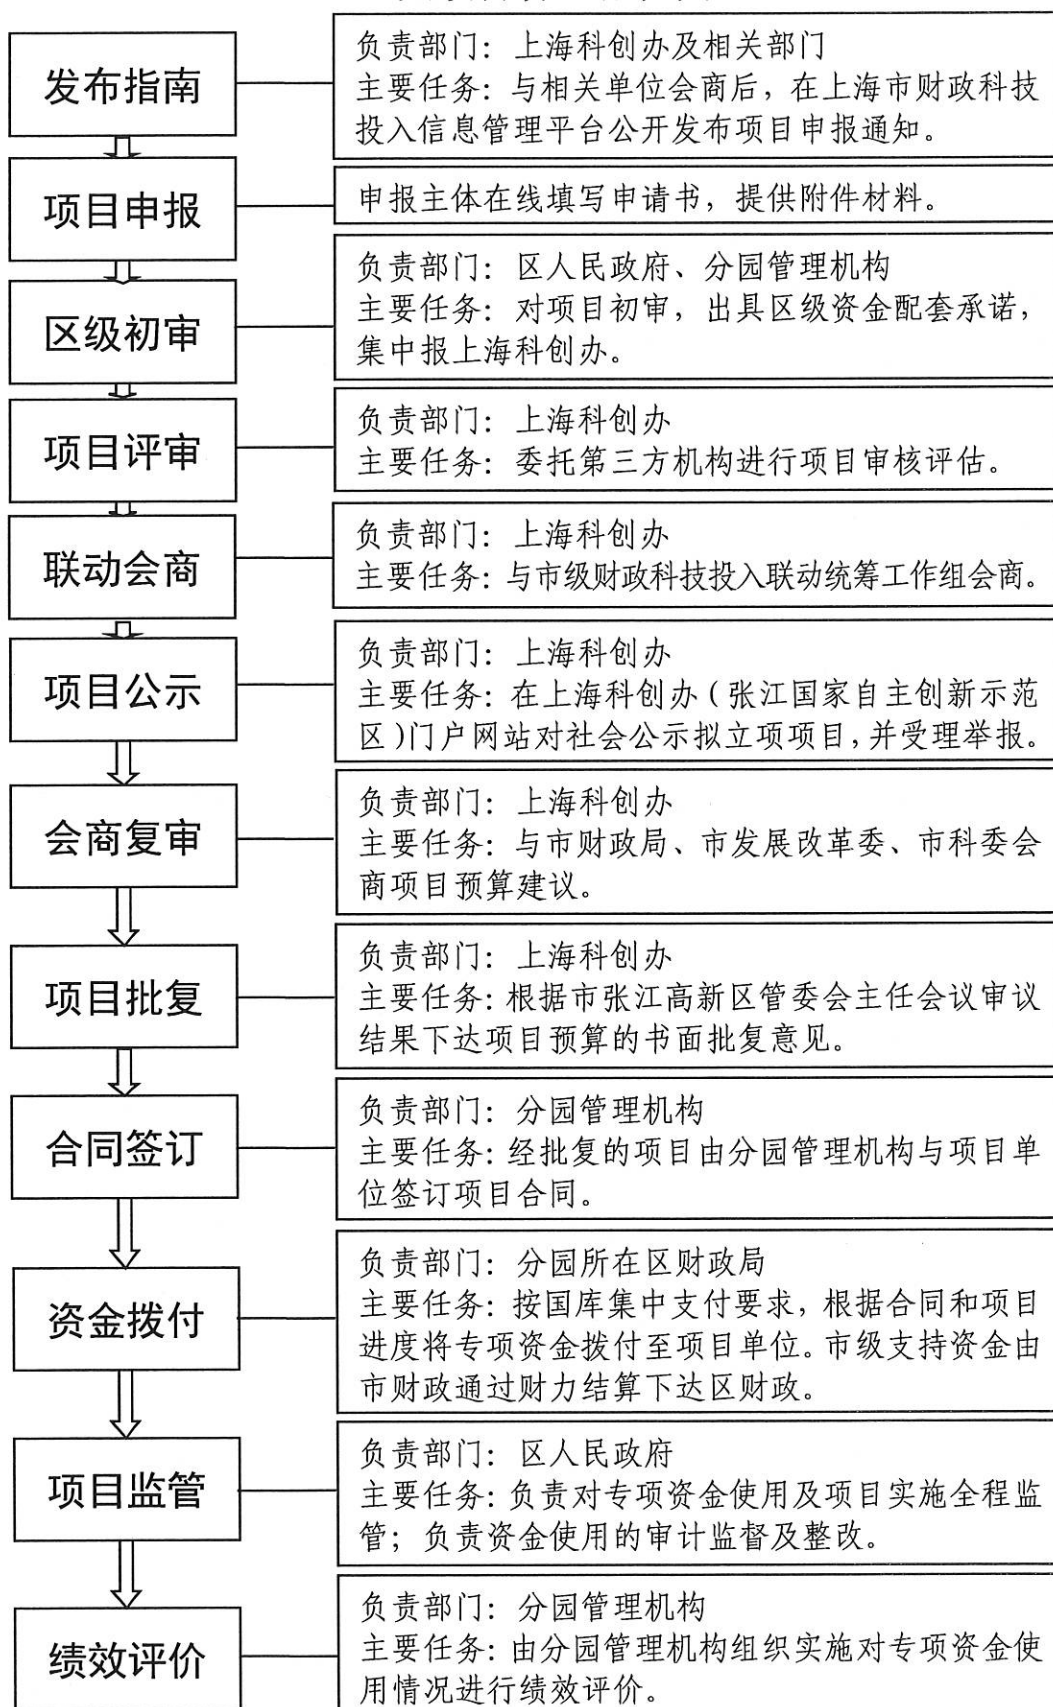 发布指南
负责部门：上海科创办及相关部门
主要任务：与相关单位会商后，在上海市财政科技
投入信息管理平台公开发布项目申报通知。
项目申报
申报主体在线填写申请书，提供附件材料。
区级初审
负责部门：区人民政府、分园管理机构
主要任务：对项目初审，出具区级资金配套承诺，
集中报上海科创办。
项目评审
负责部门：上海科创办
主要任务：委托第三方机构进行项目审核评估。
联动会商
负责部门：上海科创办
主要任务：与市级财政科技投入联动统筹工作组会商。
项目公示
负责部门：上海科创办
主要任务：在上海科创办（张江国家自主创新示范
区）门户网站对社会公示拟立项项目，并受理举报。
会商复审
负责部门：上海科创办
主要任务：与市财政局、市发展改革委、市科委会
商项目预算建议。
项目批复
负责部门：上海科创办
主要任务：根据市张江高新区管委会主任会议审议
结果下达项目预算的书面批复意见。
合同签订
负责部门：分园管理机构
主要任务：经批复的项目由分园管理机构与项目单
位签订项目合同。
资金拨付
负责部门：分园所在区财政局
主要任务：按国库集中支付要求，根据合同和项目
进度将专项资金拨付至项目单位。市级支持资金由
市财政通过财力结算下达区财政。
项目监管
负责部门：区人民政府
主要任务：负责对专项资金使用及项目实施全程监
管；负责资金使用的审计监督及整改。
绩效评价
负责部门：分园管理机构
主要任务：由分园管理机构组织实施对专项资金使
用情况进行绩效评价。